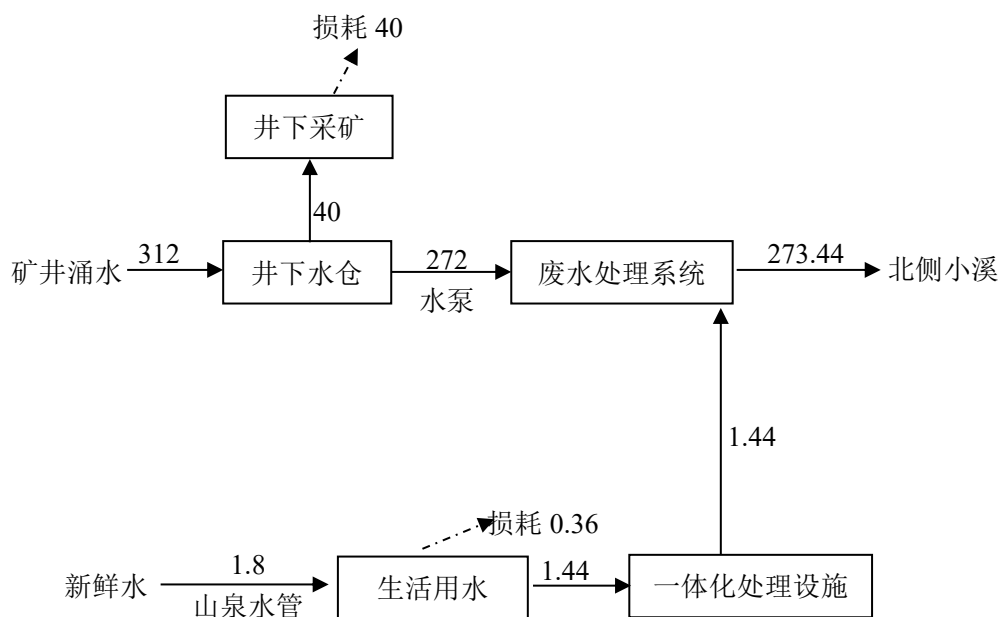 损耗 40
井下采矿
40
矿井涌水
312
井下水仓
272
水泵
废水处理系统
273.44
北侧小溪
1.44
损耗 0.36
新鲜水
1.8
山泉水管
生活用水
1.44
一体化处理设施